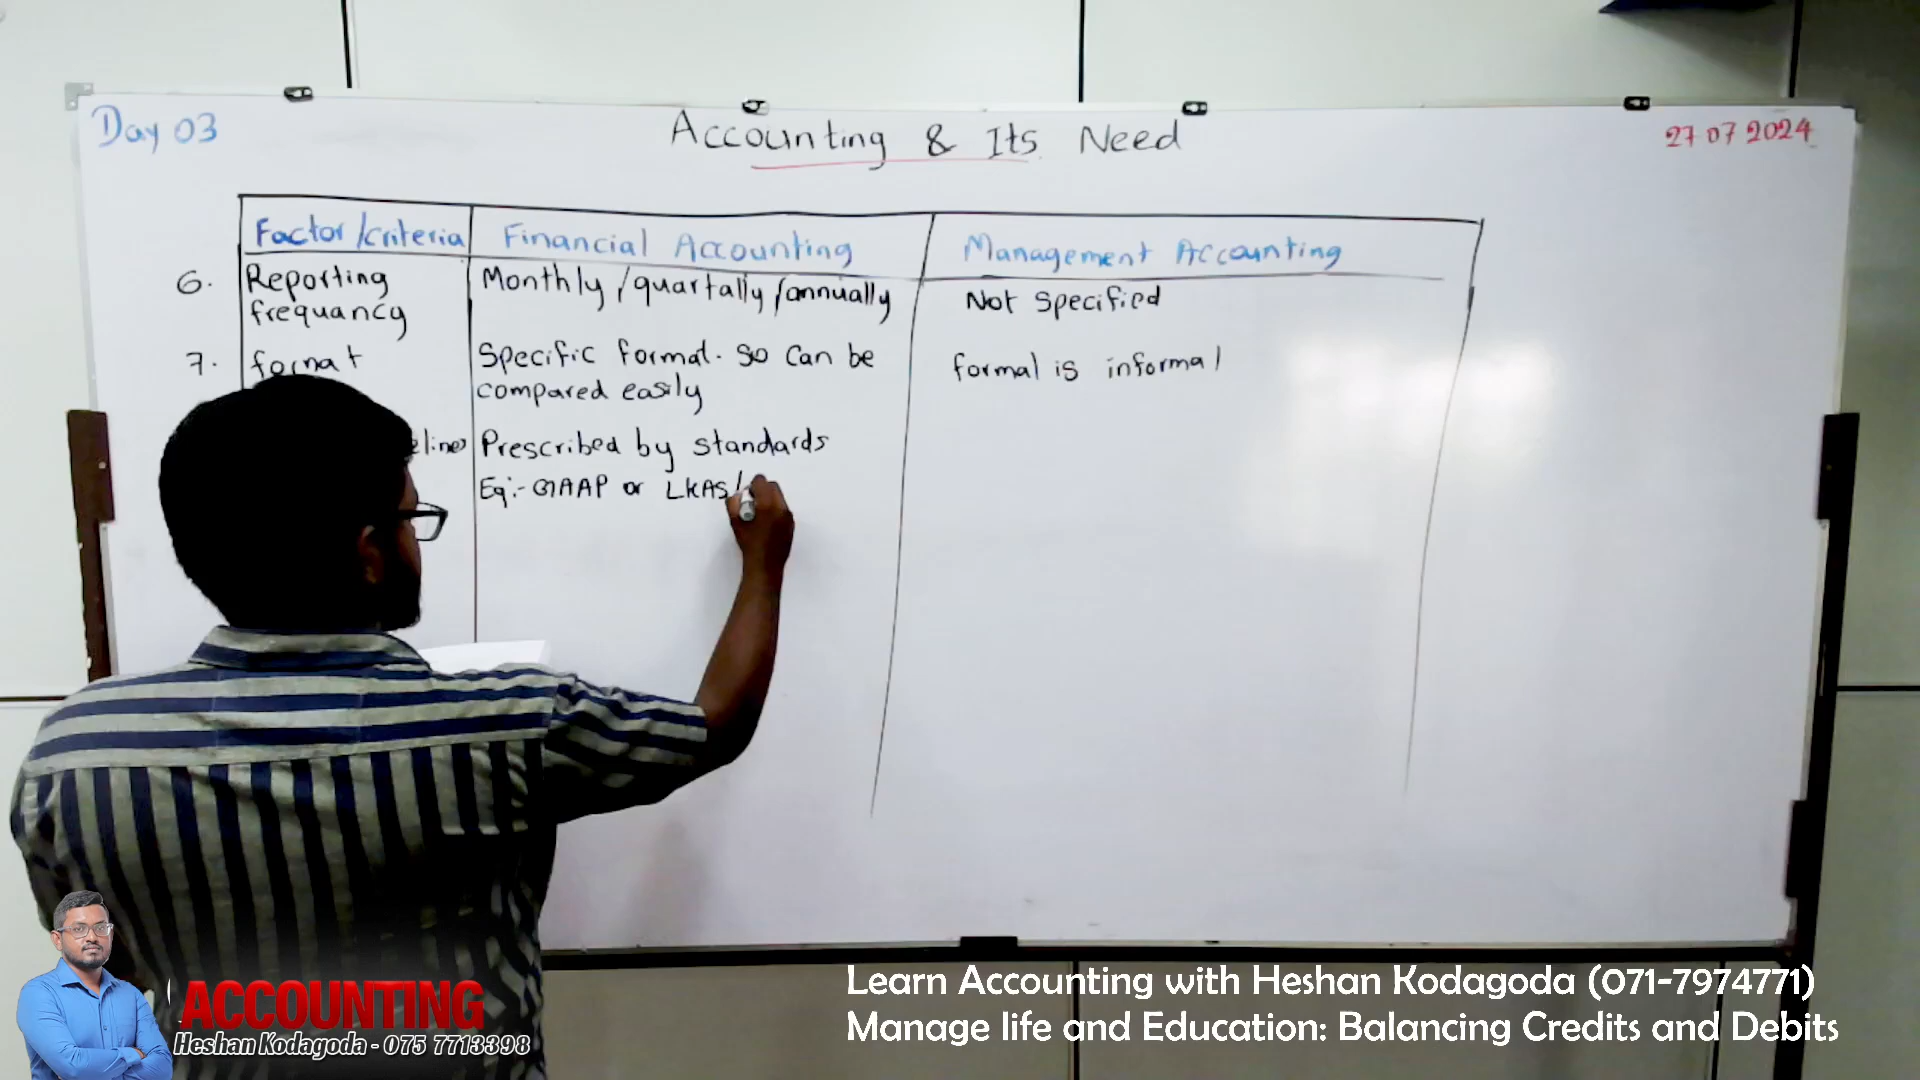 Day 03
Accounting & Its Need
27 07 2024
Factor/criteria Financial Accounting Management Accounting
6. Reporting Monthly/quartally/annually Not specified
frequancy
7. format Specific formal. so can be formal is informal
compared easily
Prescribed by standards
Eg:- GAAP or LKAS/
ACCOUNTING
Heshan Kodagoda - 075 7713398
Learn Accounting with Heshan Kodagoda (071-7974771)
Manage life and Education: Balancing Credits and Debits